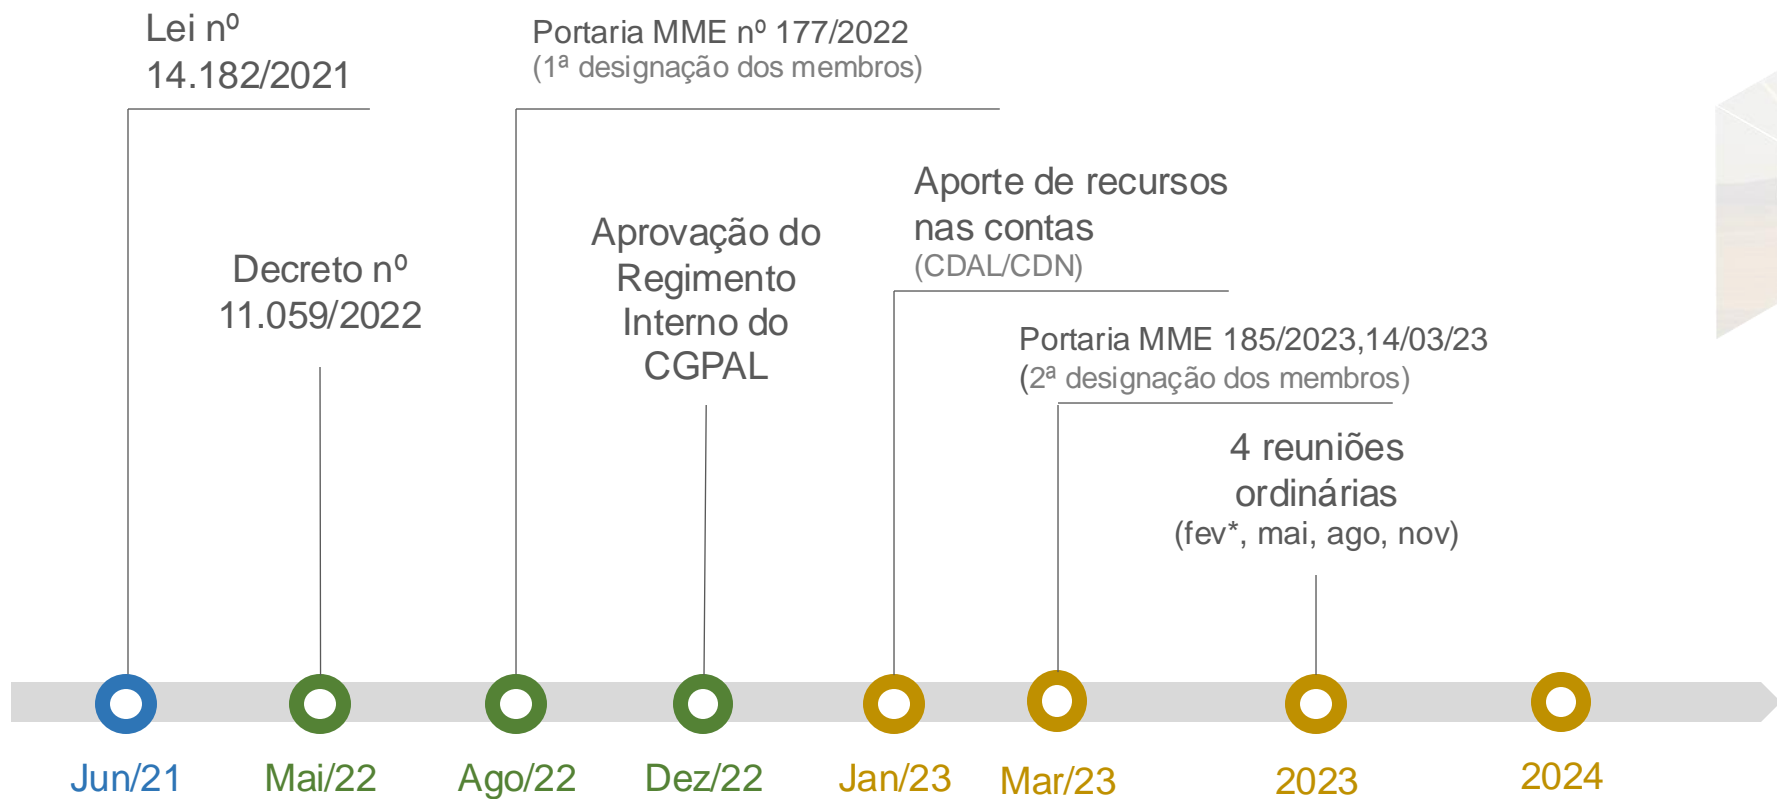 Lei nº
14.182/2021
Portaria MME nº 177/2022
(1ª designação dos membros)
Decreto nº
11.059/2022
Aprovação do
Regimento
Interno do
CGPAL
Aporte de recursos
nas contas
(CDAL/CDN)
Portaria MME 185/2023,14/03/23
(2ª designação dos membros)
4 reuniões
ordinárias
(fev*, mai, ago, nov)
Jun/21
Mai/22
Ago/22
Dez/22
Jan/23
Mar/23
2023
2024